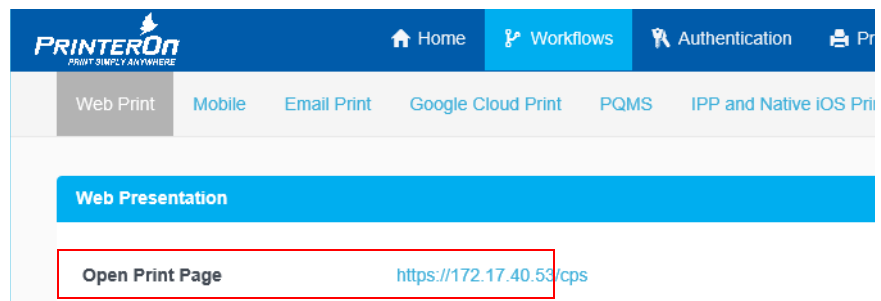 PRINTERON
PRINT SIMPLY ANYWHERE
Home Workflows Authentication Pr
Web Print Mobile Email Print Google Cloud Print PQMS IPP and Native iOS Pri
Web Presentation
Open Print Page https://172.17.40.53/cps